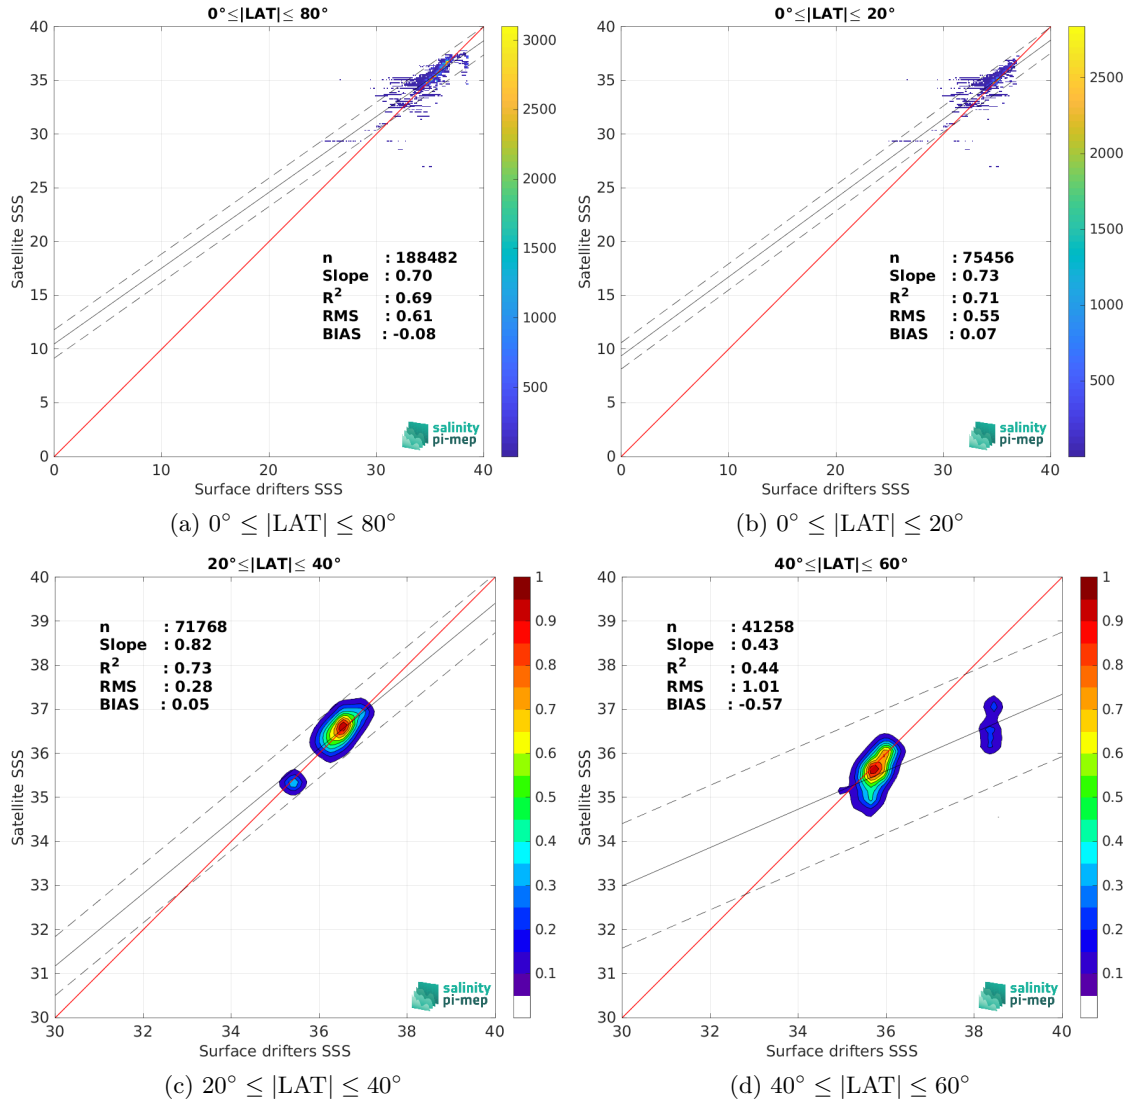 0°≤|LAT|≤ 80°
40
35
30
25
20
15
10
5
0
Satellite SSS
n : 188482
Slope : 0.70
R² : 0.69
RMS : 0.61
BIAS : -0.08
salinity
pi-mep
0 10 20 30 40
Surface drifters SSS
3000
2500
2000
1500
1000
500
(a) 0° ≤ |LAT| ≤ 80°
0°≤|LAT|≤ 20°
40
35
30
25
20
15
10
5
0
Satellite SSS
n : 75456
Slope : 0.73
R² : 0.71
RMS : 0.55
BIAS : 0.07
salinity
pi-mep
0 10 20 30 40
Surface drifters SSS
2500
2000
1500
1000
500
(b) 0° ≤ |LAT| ≤ 20°
20°≤|LAT|≤ 40°
40
39
38
37
36
35
34
33
32
31
30
Satellite SSS
n : 71768
Slope : 0.82
R² : 0.73
RMS : 0.28
BIAS : 0.05
salinity
pi-mep
30 32 34 36 38 40
Surface drifters SSS
1
0.9
0.8
0.7
0.6
0.5
0.4
0.3
0.2
0.1
(c) 20° ≤ |LAT| ≤ 40°
40°≤|LAT|≤ 60°
40
39
38
37
36
35
34
33
32
31
30
Satellite SSS
n : 41258
Slope : 0.43
R² : 0.44
RMS : 1.01
BIAS : -0.57
salinity
pi-mep
30 32 34 36 38 40
Surface drifters SSS
1
0.9
0.8
0.7
0.6
0.5
0.4
0.3
0.2
0.1
(d) 40° ≤ |LAT| ≤ 60°